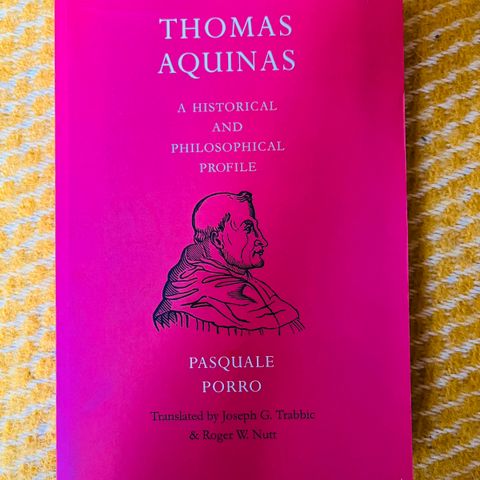 THOMAS
AQUINAS
A HISTORICAL
AND
PHILOSOPHICAL
PROFILE
PASQUALE
PORRO
Translated by Joseph G. Trabbic
& Roger W. Nutt